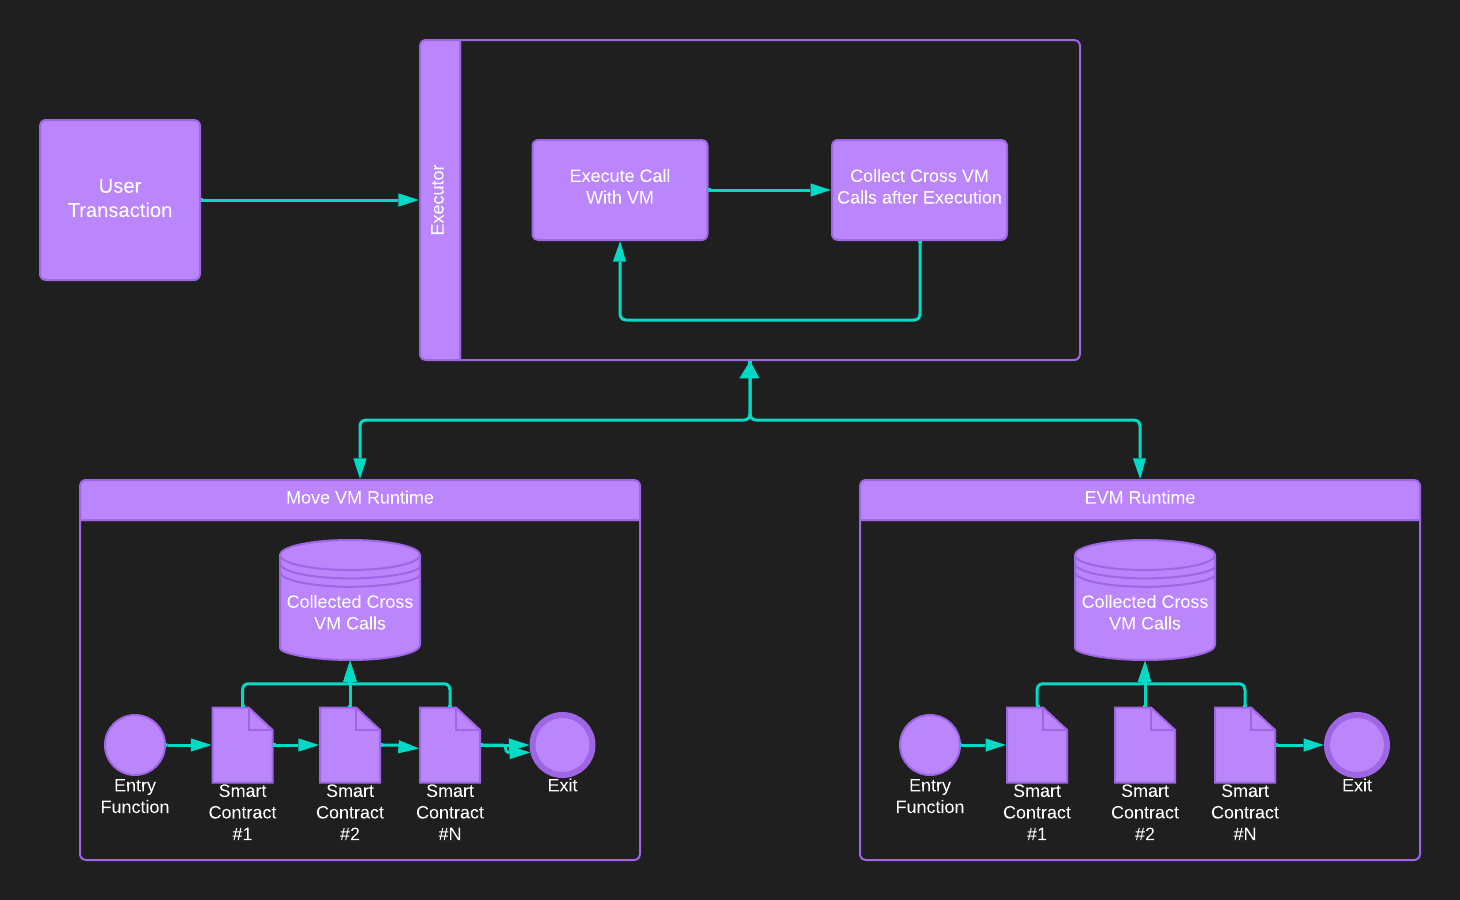 User
Transaction
Executor
Execute Call
With VM
Collect Cross VM
Calls after Execution
Move VM Runtime
Collected Cross
VM Calls
Entry
Function
Smart
Contract
#1
Smart
Contract
#2
Smart
Contract
#N
Exit
EVM Runtime
Collected Cross
VM Calls
Entry
Function
Smart
Contract
#1
Smart
Contract
#2
Smart
Contract
#N
Exit